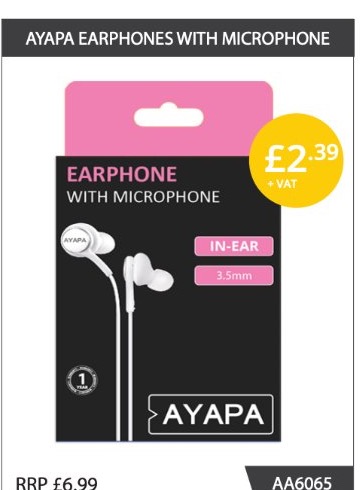 AYAPA EARPHONES WITH MICROPHONE
£2.39
+ VAT
EARPHONE
WITH MICROPHONE
AYAPA
IN-EAR
3.5mm
1
YEAR
AYAPA
RRP £6.99
AA6065